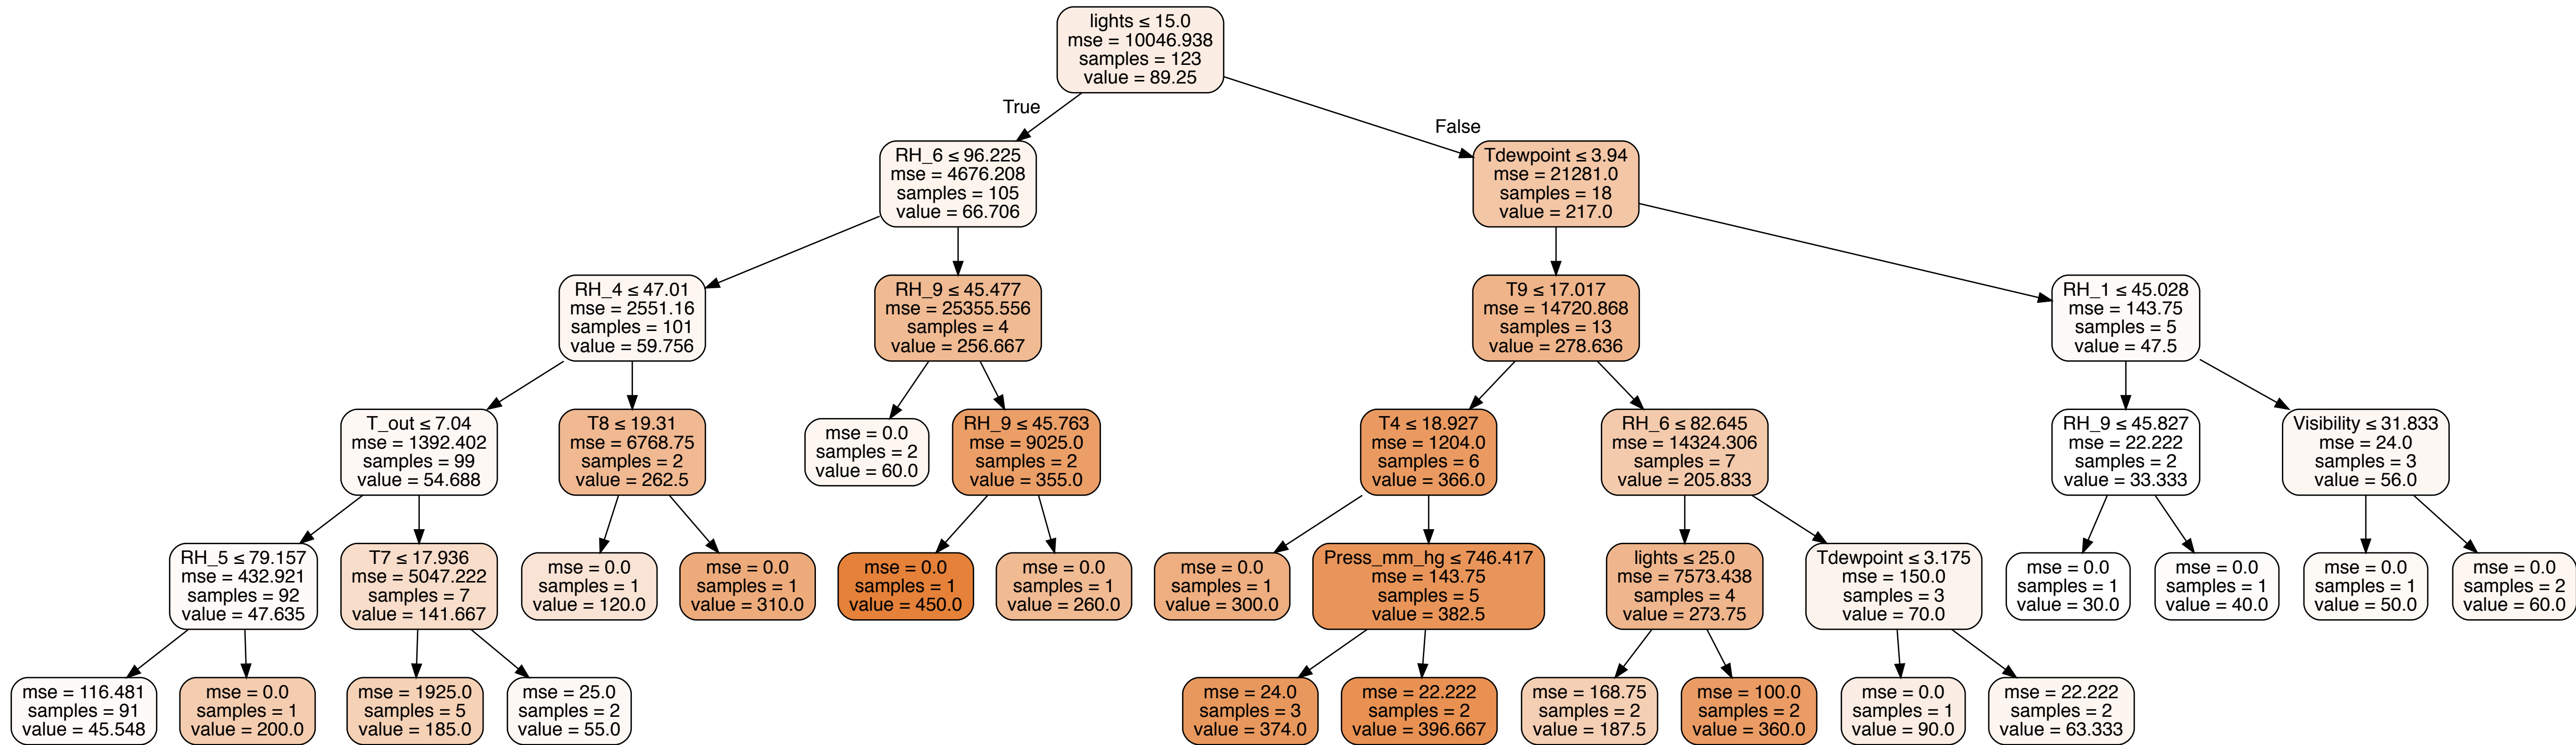 lights ≤ 15.0
mse = 10046.938
samples = 123
value = 89.25
True
False
RH_6 ≤ 96.225
mse = 4676.208
samples = 105
value = 66.706
Tdewpoint ≤ 3.94
mse = 21281.0
samples = 18
value = 217.0
RH_4 ≤ 47.01
mse = 2551.16
samples = 101
value = 59.756
RH_9 ≤ 45.477
mse = 25355.556
samples = 4
value = 256.667
T9 ≤ 17.017
mse = 14720.868
samples = 13
value = 278.636
RH_1 ≤ 45.028
mse = 143.75
samples = 5
value = 47.5
T_out ≤ 7.04
mse = 1392.402
samples = 99
value = 54.688
T8 ≤ 19.31
mse = 6768.75
samples = 2
value = 262.5
mse = 0.0
samples = 2
value = 60.0
RH_9 ≤ 45.763
mse = 9025.0
samples = 2
value = 355.0
T4 ≤ 18.927
mse = 1204.0
samples = 6
value = 366.0
RH_6 ≤ 82.645
mse = 14324.306
samples = 7
value = 205.833
RH_9 ≤ 45.827
mse = 22.222
samples = 2
value = 33.333
Visibility ≤ 31.833
mse = 24.0
samples = 3
value = 56.0
RH_5 ≤ 79.157
mse = 432.921
samples = 92
value = 47.635
T7 ≤ 17.936
mse = 5047.222
samples = 7
value = 141.667
mse = 0.0
samples = 1
value = 120.0
mse = 0.0
samples = 1
value = 310.0
mse = 0.0
samples = 1
value = 450.0
mse = 0.0
samples = 1
value = 260.0
mse = 0.0
samples = 1
value = 300.0
Press_mm_hg ≤ 746.417
mse = 143.75
samples = 5
value = 382.5
lights ≤ 25.0
mse = 7573.438
samples = 4
value = 273.75
Tdewpoint ≤ 3.175
mse = 150.0
samples = 3
value = 70.0
mse = 0.0
samples = 1
value = 30.0
mse = 0.0
samples = 1
value = 40.0
mse = 0.0
samples = 1
value = 50.0
mse = 0.0
samples = 2
value = 60.0
mse = 116.481
samples = 91
value = 45.548
mse = 0.0
samples = 1
value = 200.0
mse = 1925.0
samples = 5
value = 185.0
mse = 25.0
samples = 2
value = 55.0
mse = 24.0
samples = 3
value = 374.0
mse = 22.222
samples = 2
value = 396.667
mse = 168.75
samples = 2
value = 187.5
mse = 100.0
samples = 2
value = 360.0
mse = 0.0
samples = 1
value = 90.0
mse = 22.222
samples = 2
value = 63.333